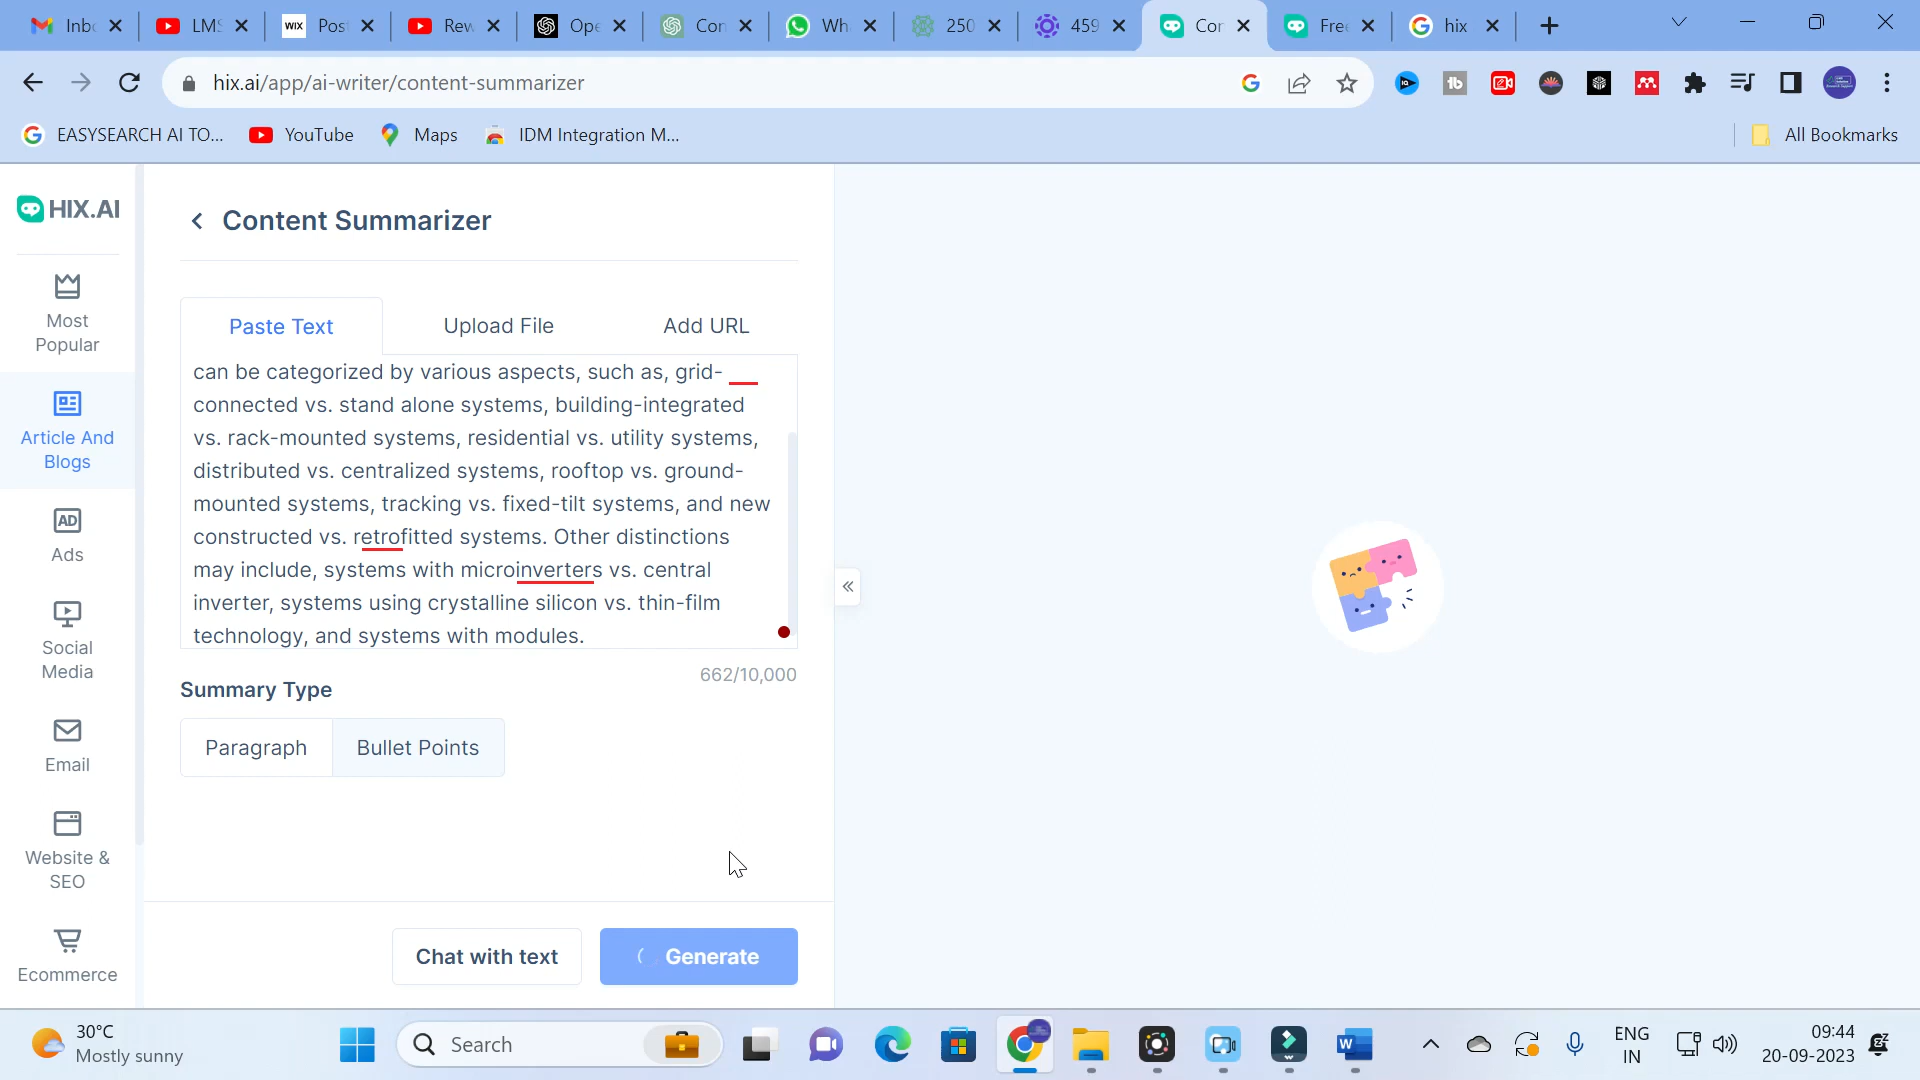 Inbo
LMS
WIX
Post
Rew
Ope
Con
Wh
250
459
Con
Free
hix
hix.ai/app/ai-writer/content-summarizer
EASYSEARCH AI TO...
YouTube
Maps
IDM Integration M...
All Bookmarks
HIX.AI
Content Summarizer
Most
Popular
Paste Text
Upload File
Add URL
can be categorized by various aspects, such as, grid-
connected vs. stand alone systems, building-integrated
vs. rack-mounted systems, residential vs. utility systems,
distributed vs. centralized systems, rooftop vs. ground-
mounted systems, tracking vs. fixed-tilt systems, and new
constructed vs. retrofitted systems. Other distinctions
may include, systems with microinverters vs. central
inverter, systems using crystalline silicon vs. thin-film
technology, and systems with modules.
662/10,000
Article And
Blogs
AD
Ads
Social
Media
Summary Type
Paragraph
Bullet Points
Email
Website &
SEO
Ecommerce
Chat with text
Generate
30°C
Mostly sunny
Search
ENG
IN
09:44
20-09-2023